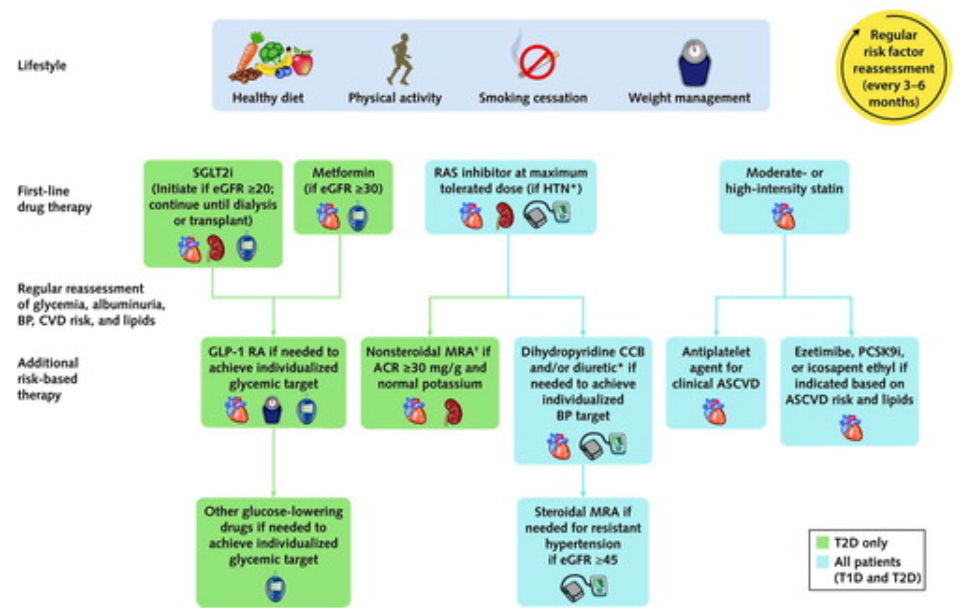 Lifestyle
Healthy diet
Physical activity
Smoking cessation
Weight management
Regular
risk factor
reassessment
(every 3–6
months)
First-line
drug therapy
SGLT2i
(Initiate if eGFR ≥20;
continue until dialysis
or transplant)
Metformin
(if eGFR ≥30)
RAS inhibitor at maximum
tolerated dose (if HTN*)
Moderate- or
high-intensity statin
Regular reassessment
of glycemia, albuminuria,
BP, CVD risk, and lipids
Additional
risk-based
therapy
GLP-1 RA if needed to
achieve individualized
glycemic target
Nonsteroidal MRA† if
ACR ≥30 mg/g and
normal potassium
Dihydropyridine CCB
and/or diuretic* if
needed to achieve
individualized
BP target
Antiplatelet
agent for
clinical ASCVD
Ezetimibe, PCSK9i,
or icosapent ethyl if
indicated based on
ASCVD risk and lipids
Other glucose-lowering
drugs if needed to
achieve individualized
glycemic target
Steroidal MRA if
needed for resistant
hypertension
if eGFR ≥45
T2D only
All patients
(T1D and T2D)